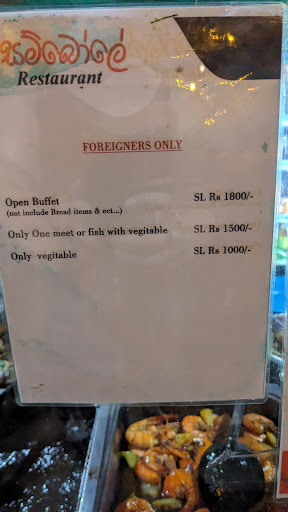 සම්බෝලේ
Restaurant
FOREIGNERS ONLY
Open Buffet SL Rs 1800/-
(not include Bread items & ect...)
Only One meet or fish with vegitable SL Rs 1500/-
Only vegitable SL Rs 1000/-